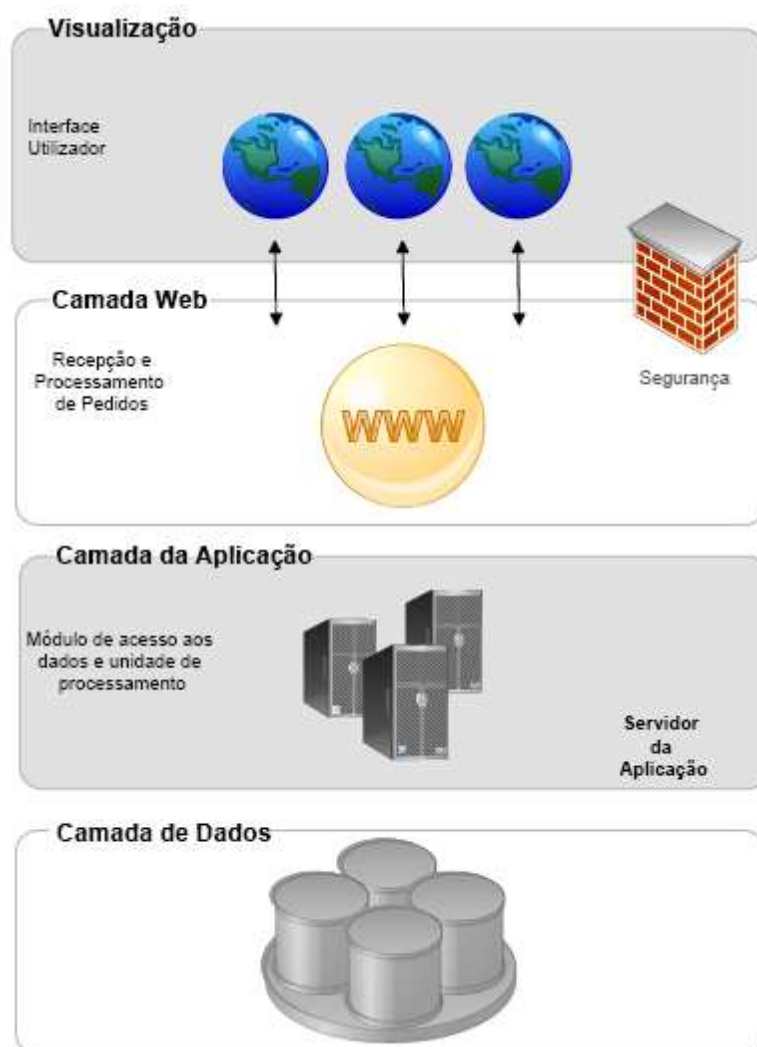 Visualização
Interface
Utilizador
Camada Web
Recepção e
Processamento
de Pedidos
Segurança
WWW
Camada da Aplicação
Módulo de acesso aos
dados e unidade de
processamento
Servidor
da
Aplicação
Camada de Dados